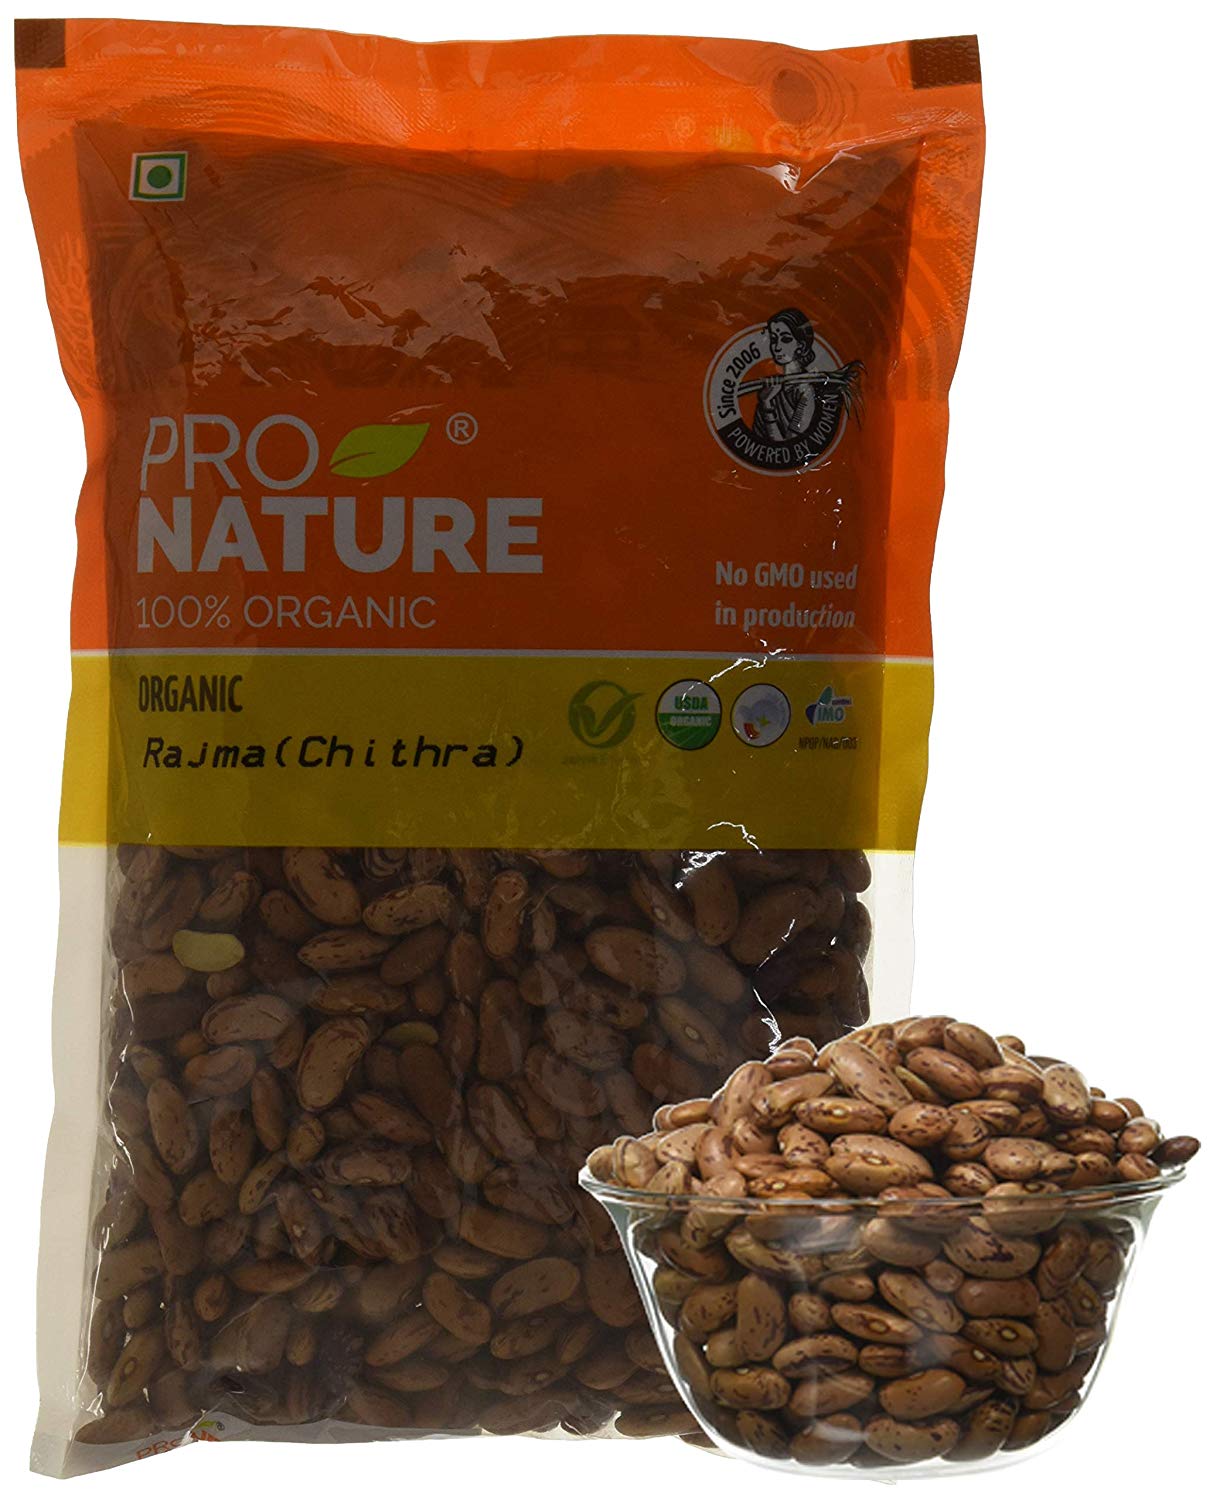 Since 2006
POWERED BY WOMEN
PRO ®
NATURE
100% ORGANIC
No GMO used
in production
ORGANIC
Rajma(Chithra)
USDA
ORGANIC
IMO